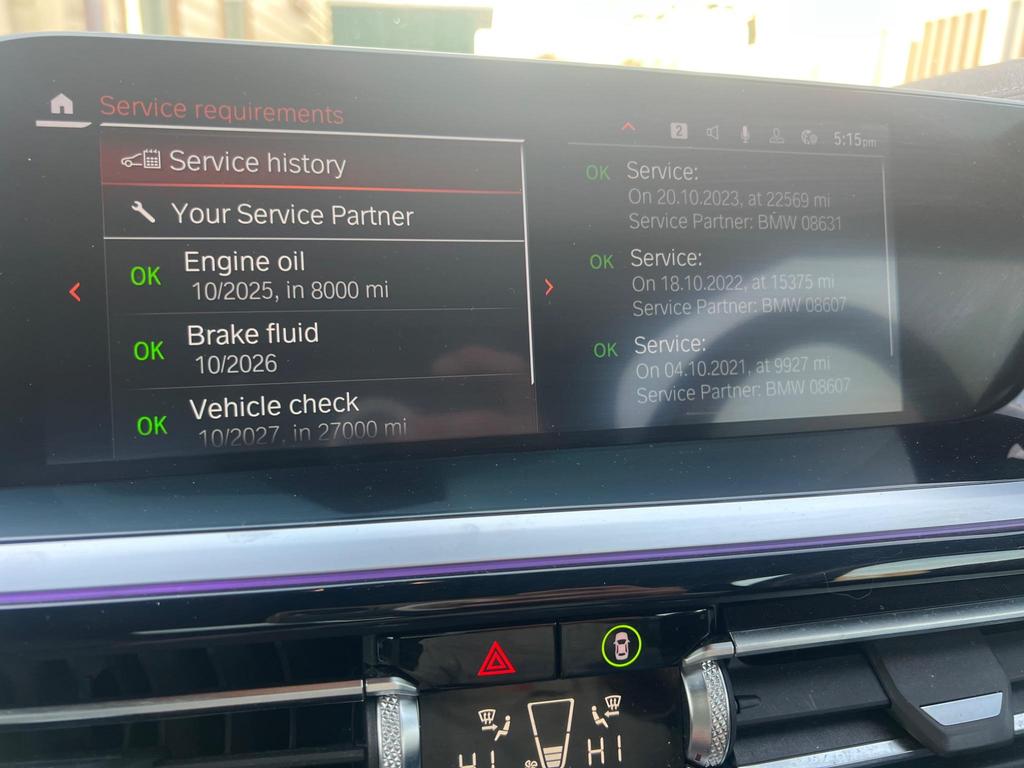 Service requirements
2
5:15pm
Service history
Your Service Partner
OK
Engine oil
10/2025, in 8000 mi
OK
Brake fluid
10/2026
OK
Vehicle check
10/2027, in 27000 mi
OK
Service:
On 20.10.2023, at 22569 mi
Service Partner: BMW 08631
OK
Service:
On 18.10.2022, at 15375 mi
Service Partner: BMW 08607
OK
Service:
On 04.10.2021, at 9927 mi
Service Partner: BMW 08607
HI
HI